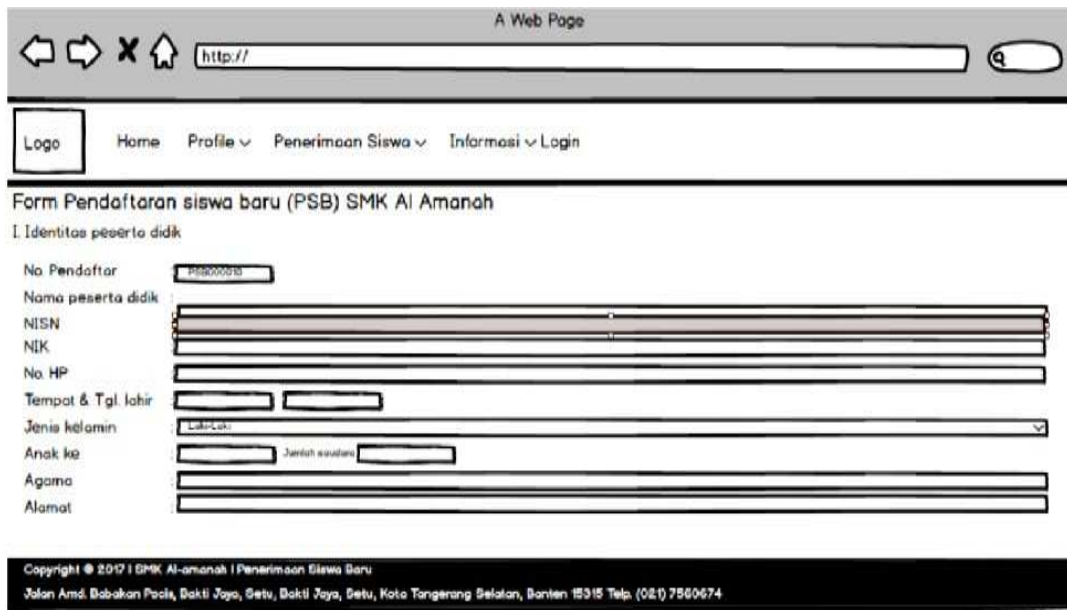 A Web Page
http://
Logo Home Profile Penerimaan Siswa Informasi Login
Form Pendaftaran siswa baru (PSB) SMK Al Amanah
I. Identitas peserta didik
No. Pendaftar : PSB000010
Nama peserta didik :
NISN
NIK
No. HP
Tempat & Tgl. lahir
Jenis kelamin : Laki-Laki
Anak ke : Jumlah saudara
Agama :
Alamat :
Copyright © 2017 | SMK Al-amanah | Penerimaan Siswa Baru
Jalan Amd. Babakan Pocis, Bakti Jaya, Setu, Bakti Jaya, Setu, Kota Tangerang Selatan, Banten 15315 Telp. (021) 7560674